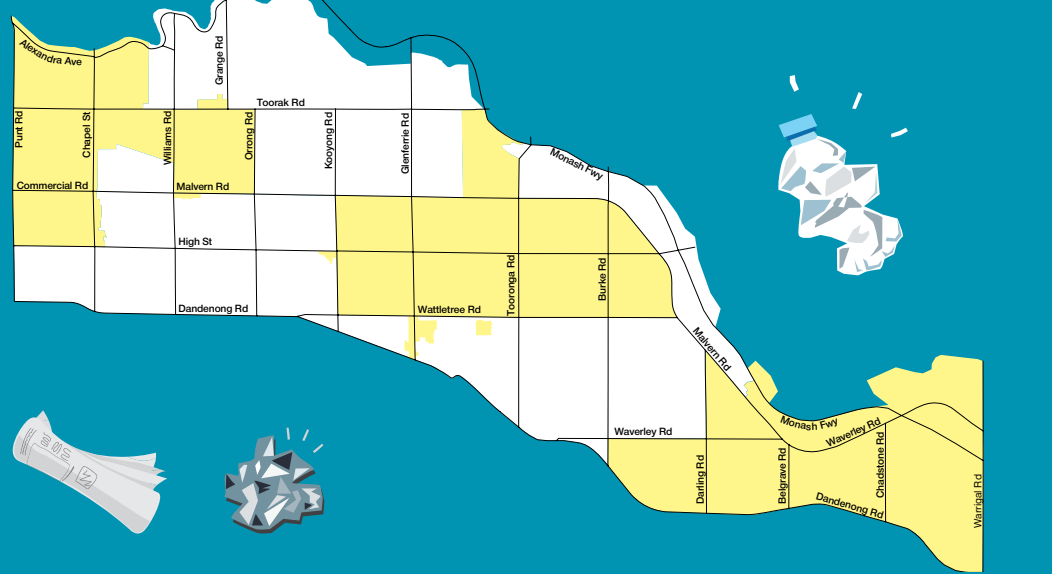 Alexandra Ave
Grange Rd
Toorak Rd
Punt Rd
Chapel St
Williams Rd
Orrong Rd
Kooyong Rd
Glenferrie Rd
Monash Fwy
Commercial Rd
Malvern Rd
High St
Tooronga Rd
Burke Rd
Dandenong Rd
Wattletree Rd
Malvern Rd
Waverley Rd
Monash Fwy
Waverley Rd
Darling Rd
Belgrave Rd
Chadstone Rd
Dandenong Rd
Warrigal Rd